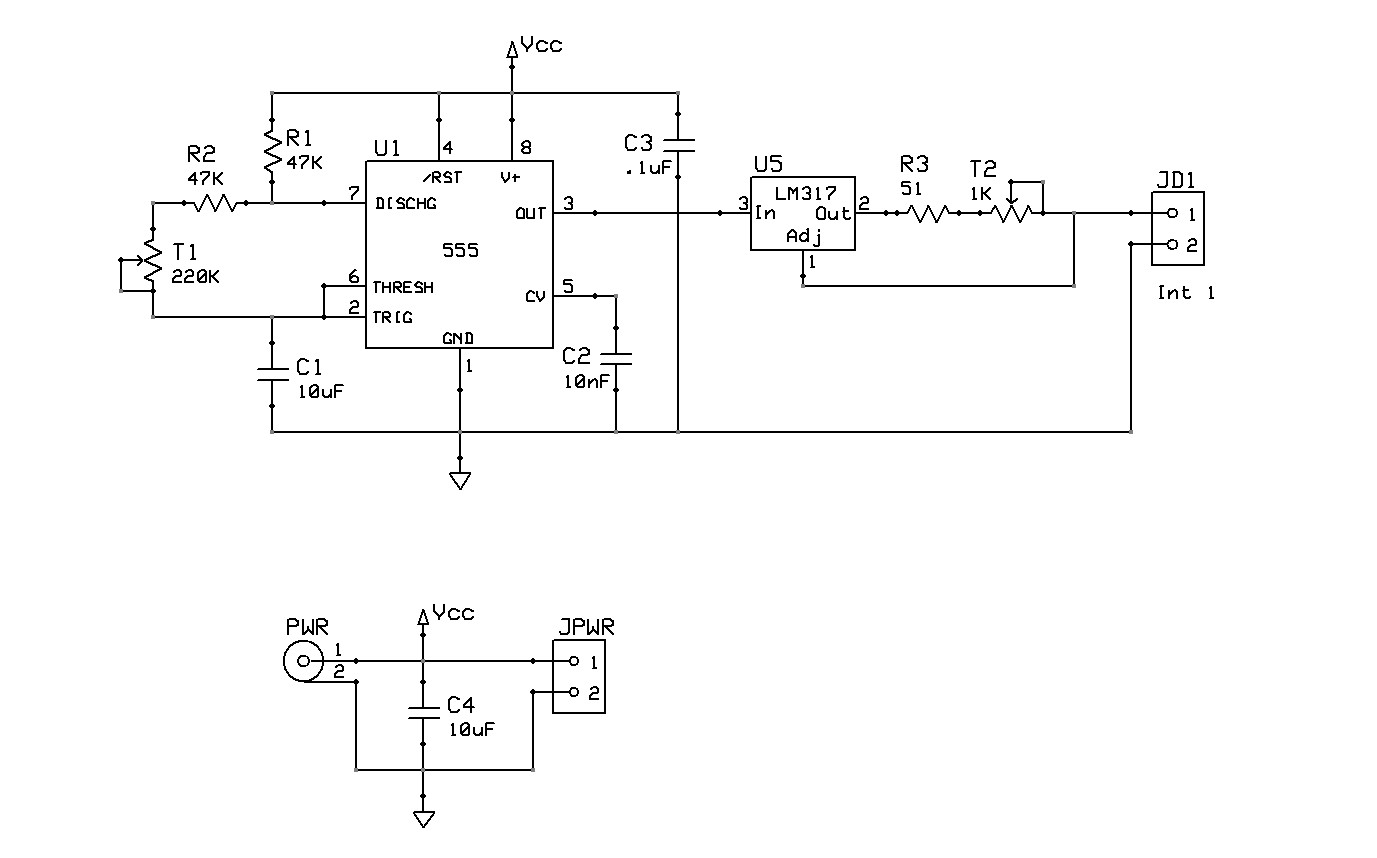 Vcc
R1
47K
R2
47K
U1
4
8
/RST
V+
C3
.1uF
7
DISCHG
OUT
3
555
T1
220K
6
THRESH
2
TRIG
CV
5
GND
1
C1
10uF
C2
10nF
U5
LM317
3
In
Out
2
Adj
1
R3
51
T2
1K
JD1
1
2
Int 1
Vcc
PWR
1
2
JPWR
1
2
C4
10uF